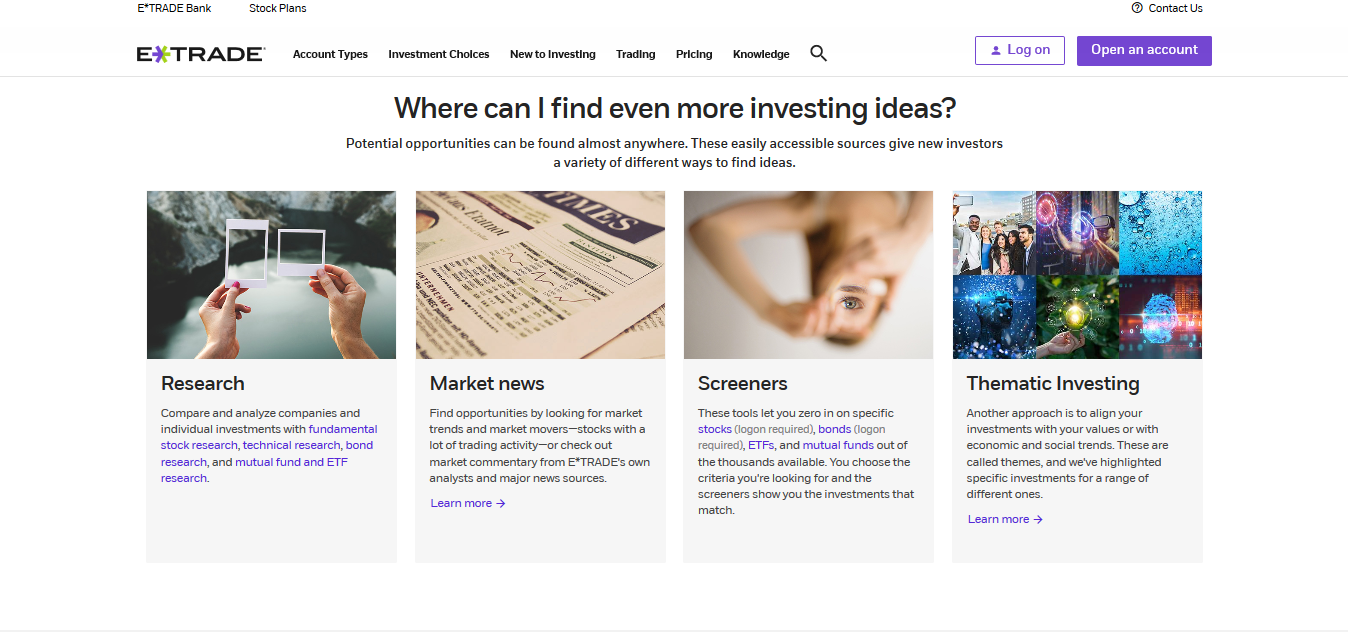 E*TRADE Bank
Stock Plans
Contact Us
E*TRADE
Account Types
Investment Choices
New to Investing
Trading
Pricing
Knowledge
Log on
Open an account
Where can I find even more investing ideas?
Potential opportunities can be found almost anywhere. These easily accessible sources give new investors
a variety of different ways to find ideas.
TIMES
UNTERNEHMEN
Research
Compare and analyze companies and
individual investments with fundamental
stock research, technical research, bond
research, and mutual fund and ETF
research.
Market news
Find opportunities by looking for market
trends and market movers—stocks with a
lot of trading activity—or check out
market commentary from E*TRADE's own
analysts and major news sources.
Learn more →
Screeners
These tools let you zero in on specific
stocks (logon required), bonds (logon
required), ETFs, and mutual funds out of
the thousands available. You choose the
criteria you're looking for and the
screeners show you the investments that
match.
Thematic Investing
Another approach is to align your
investments with your values or with
economic and social trends. These are
called themes, and we've highlighted
specific investments for a range of
different ones.
Learn more →